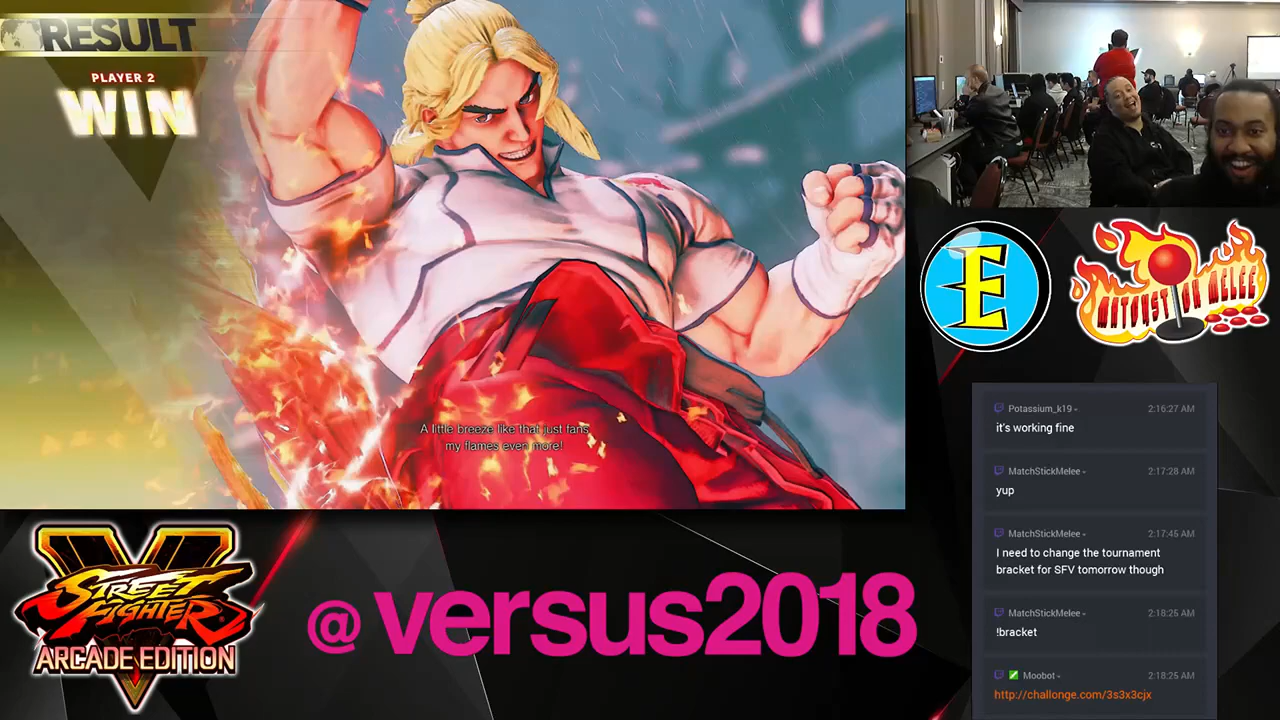 RESULT
PLAYER 2
WIN
A little breeze like that just fans
my flames even more!
E
MATCHSTICK MELEE
Potassium_k19
2:16:27 AM
it's working fine
MatchStickMelee
2:17:28 AM
yup
MatchStickMelee
2:17:45 AM
I need to change the tournament
bracket for SFV tomorrow though
MatchStickMelee
2:18:25 AM
!bracket
Moobot
2:18:25 AM
http://challonge.com/3s3x3cjx
V
STREET
FIGHTER
ARCADE EDITION
@versus2018